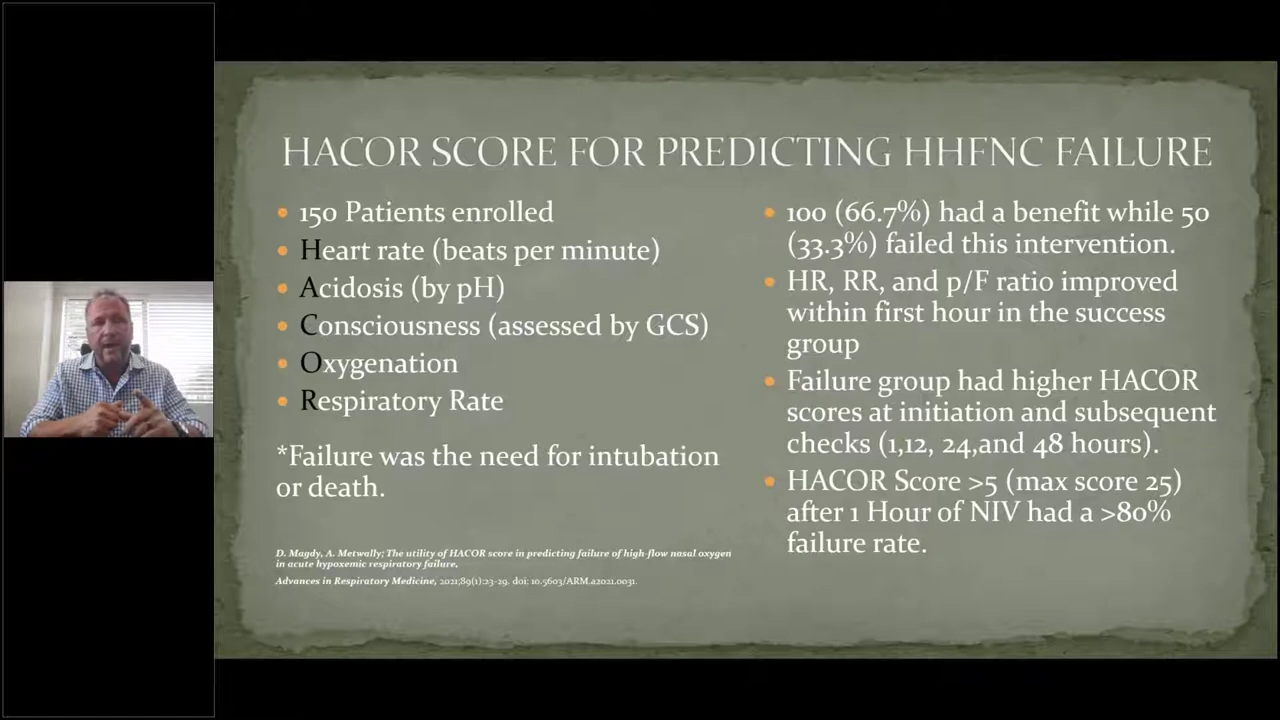 HACOR SCORE FOR PREDICTING HHFNC FAILURE
150 Patients enrolled
Heart rate (beats per minute)
Acidosis (by pH)
Consciousness (assessed by GCS)
Oxygenation
Respiratory Rate
*Failure was the need for intubation
or death.
D. Magdy, A. Metwally; The utility of HACOR score in predicting failure of high-flow nasal oxygen
in acute hypoxemic respiratory failure,
Advances in Respiratory Medicine, 2021;89(1):23-29. doi: 10.5603/ARM.a2021.0031.
100 (66.7%) had a benefit while 50
(33.3%) failed this intervention.
HR, RR, and p/F ratio improved
within first hour in the success
group
Failure group had higher HACOR
scores at initiation and subsequent
checks (1,12, 24,and 48 hours).
HACOR Score >5 (max score 25)
after 1 Hour of NIV had a >80%
failure rate.